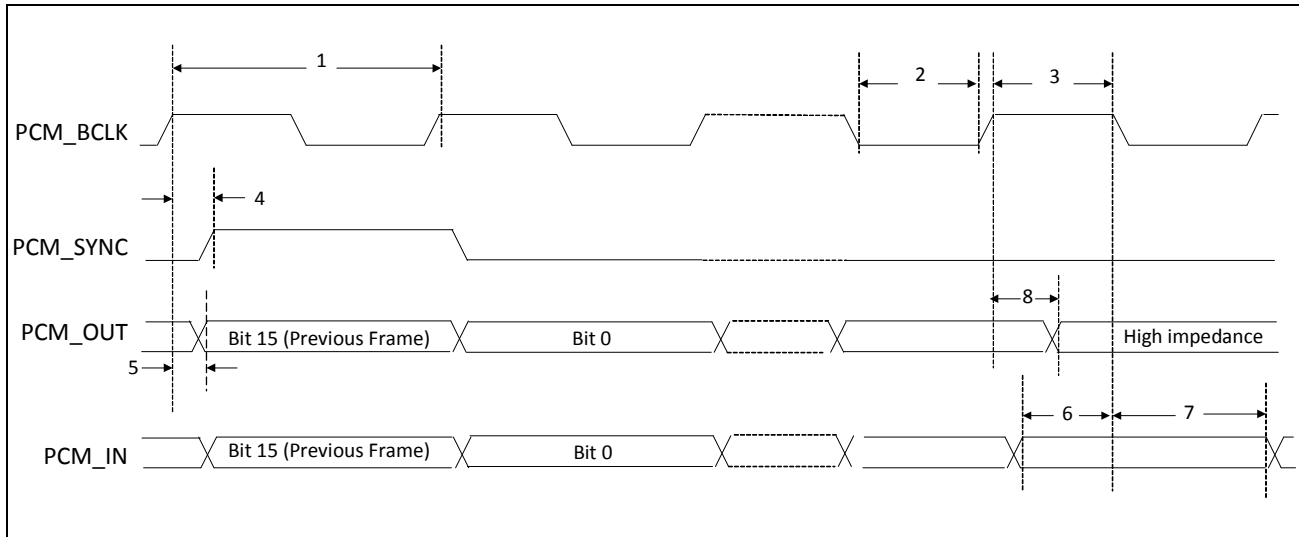 1
2
3
PCM_BCLK
4
PCM_SYNC
8
PCM_OUT
Bit 15 (Previous Frame)
Bit 0
High impedance
5
6
7
PCM_IN
Bit 15 (Previous Frame)
Bit 0